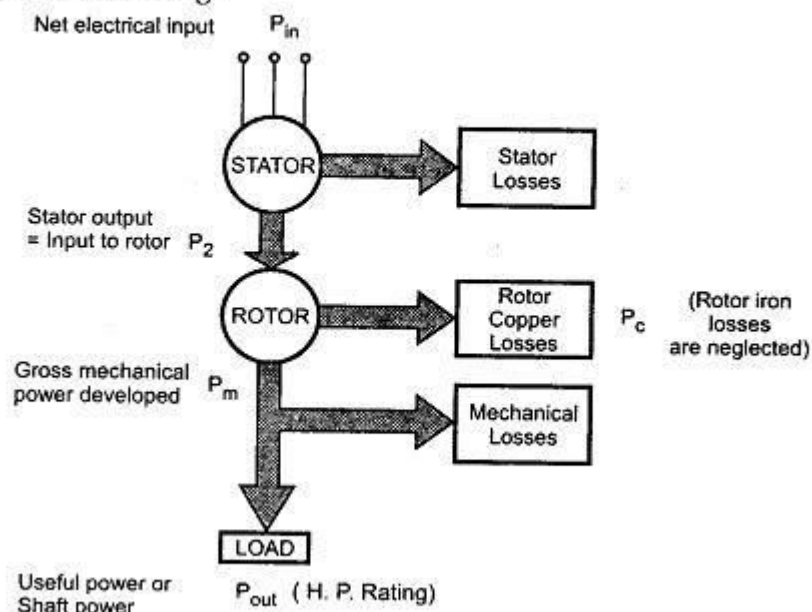 Net electrical input P_in
STATOR
Stator
Losses
Stator output
= Input to rotor P_2
ROTOR
Rotor
Copper
Losses
P_c
(Rotor iron
losses
are neglected)
Gross mechanical
power developed P_m
Mechanical
Losses
LOAD
Useful power or
Shaft power
P_out ( H. P. Rating)